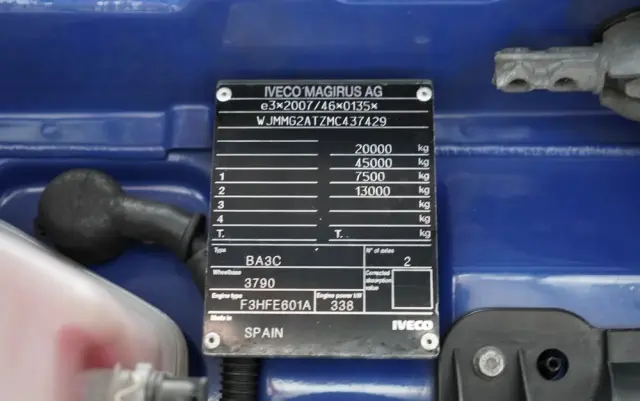 IVECO MAGIRUS AG
e3*2007/46*0135*
WJMMG2ATZMC437429
20000 kg
45000 kg
1 7500 kg
2 13000 kg
3 kg
4 kg
T. T. kg
Type BA3C N° of axles 2
Wheelbase 3790 Corrected absorption value
Engine type F3HFE601A Engine power kW 338
Made in SPAIN IVECO